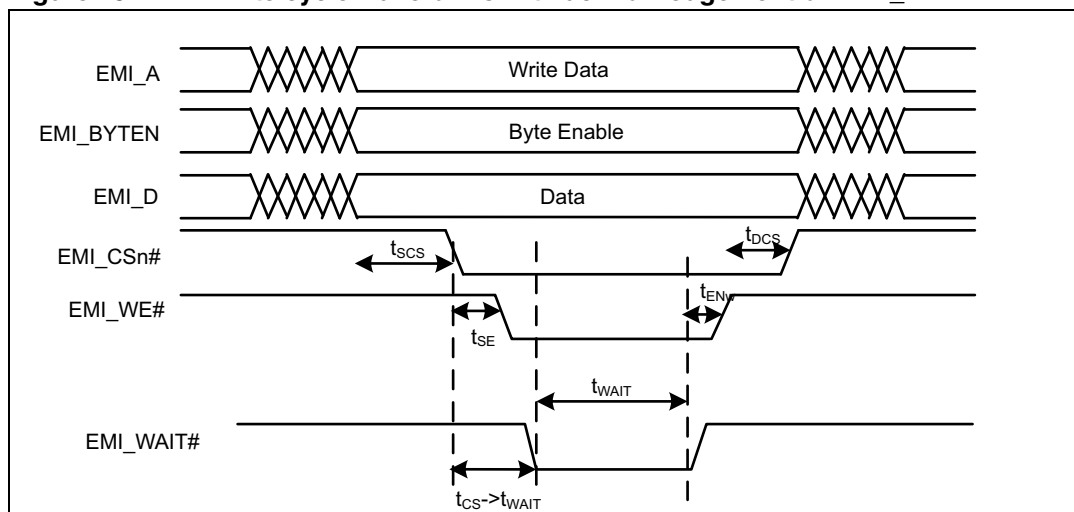 EMI_A
Write Data
EMI_BYTEN
Byte Enable
EMI_D
Data
EMI_CSn#
tSCS
tDCS
EMI_WE#
tSE
tENw
tWAIT
EMI_WAIT#
tCS->tWAIT